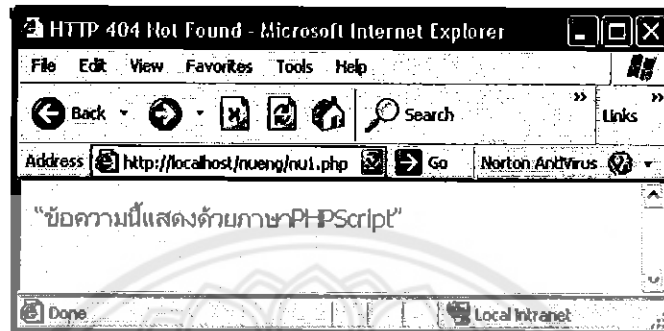 HTTP 404 Not Found - Microsoft Internet Explorer
File Edit View Favorites Tools Help
Back Search » Links »
Address http://localhost/nueng/nu1.php Go Norton AntiVirus
"ข้อความนี้แสดงด้วยภาษาPHPScript"
Done Local intranet